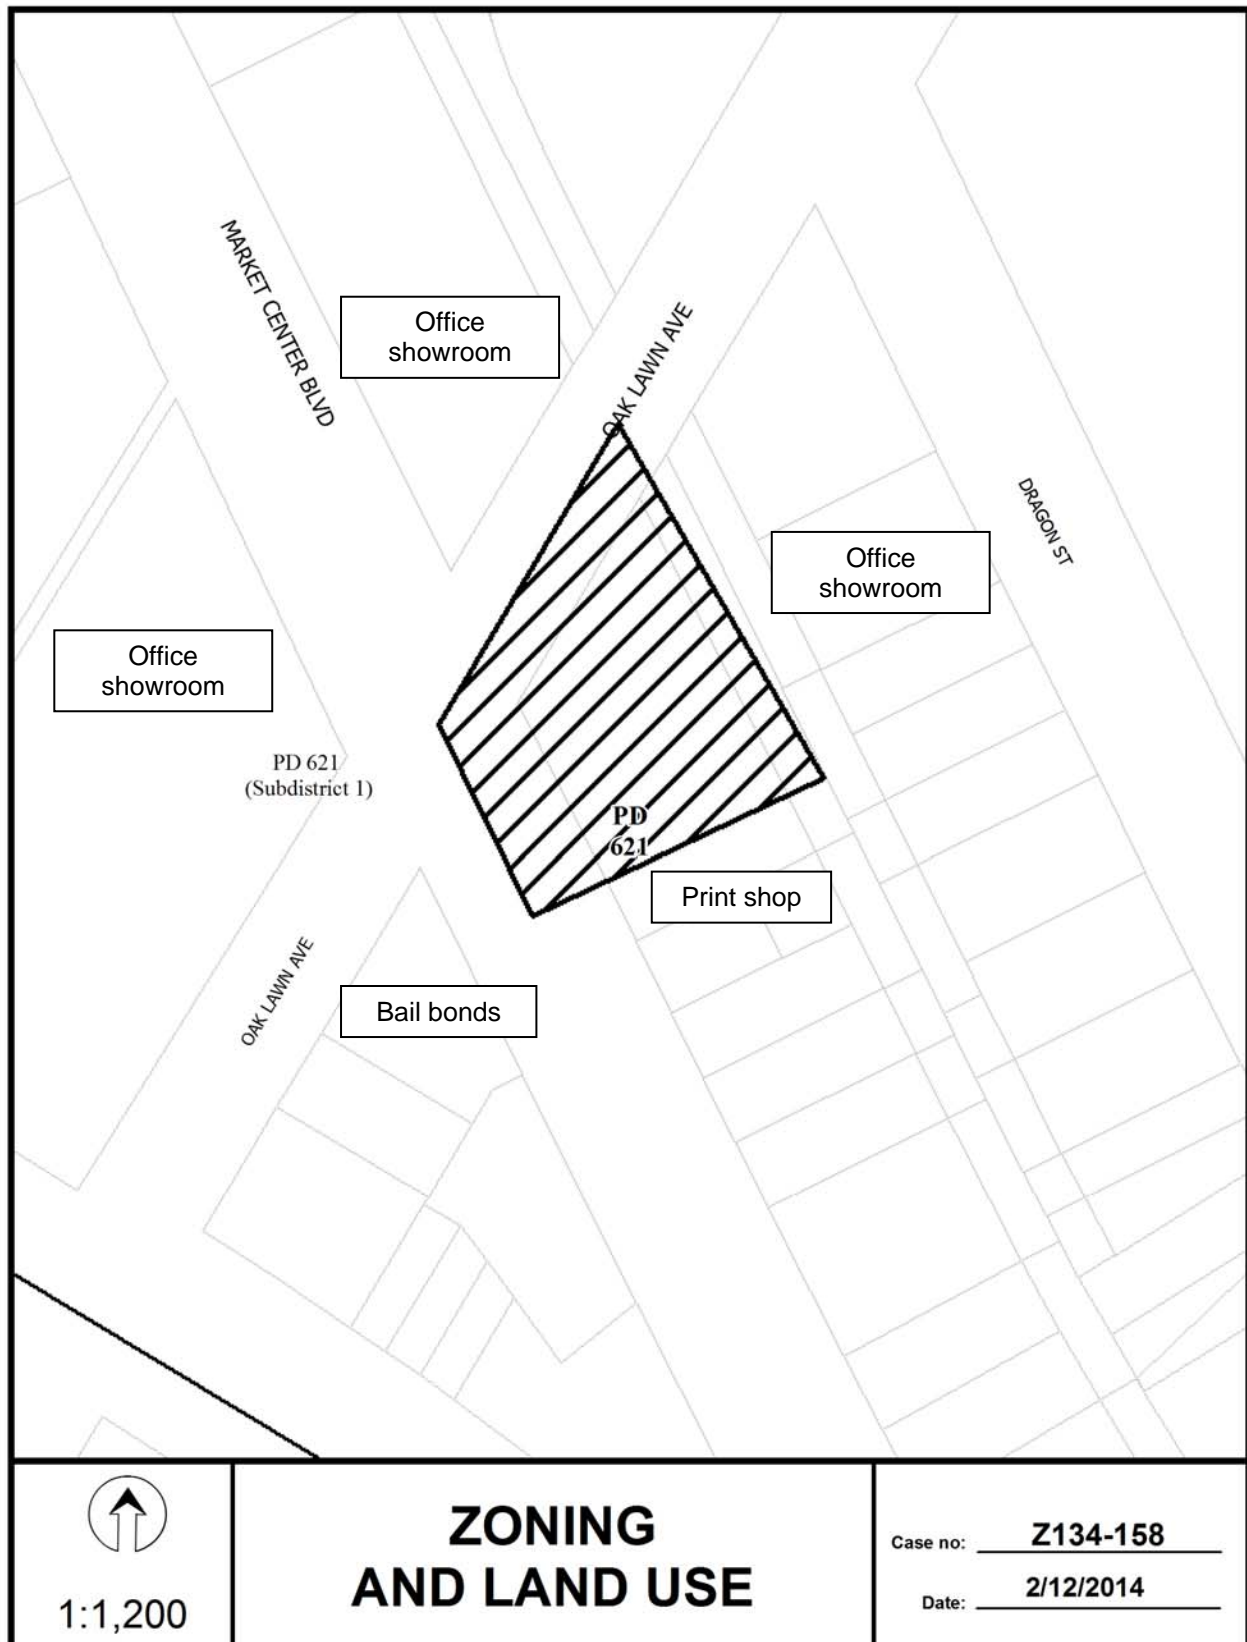 MARKET CENTER BLVD
Office
showroom
OAK LAWN AVE
DRAGON ST
Office
showroom
Office
showroom
PD 621
(Subdistrict 1)
PD
621
Print shop
OAK LAWN AVE
Bail bonds
1:1,200
ZONING
AND LAND USE
Case no: Z134-158
Date: 2/12/2014